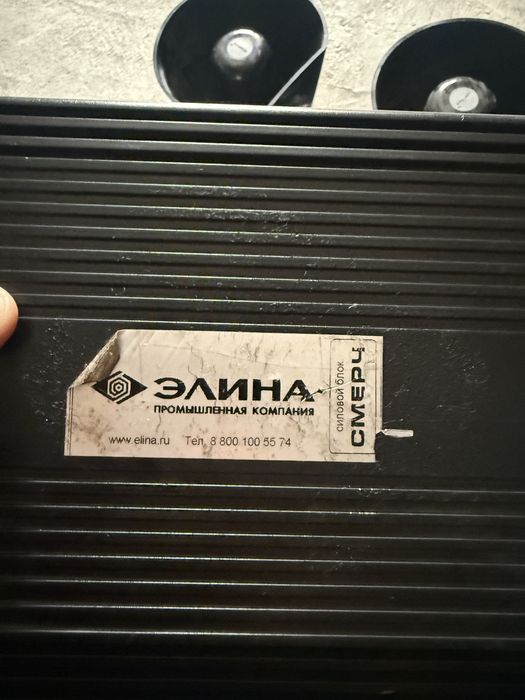 ЭЛИНА
ПРОМЫШЛЕННАЯ КОМПАНИЯ
www.elina.ru Тел. 8 800 100 55 74
силовой блок
СМЕРЧ